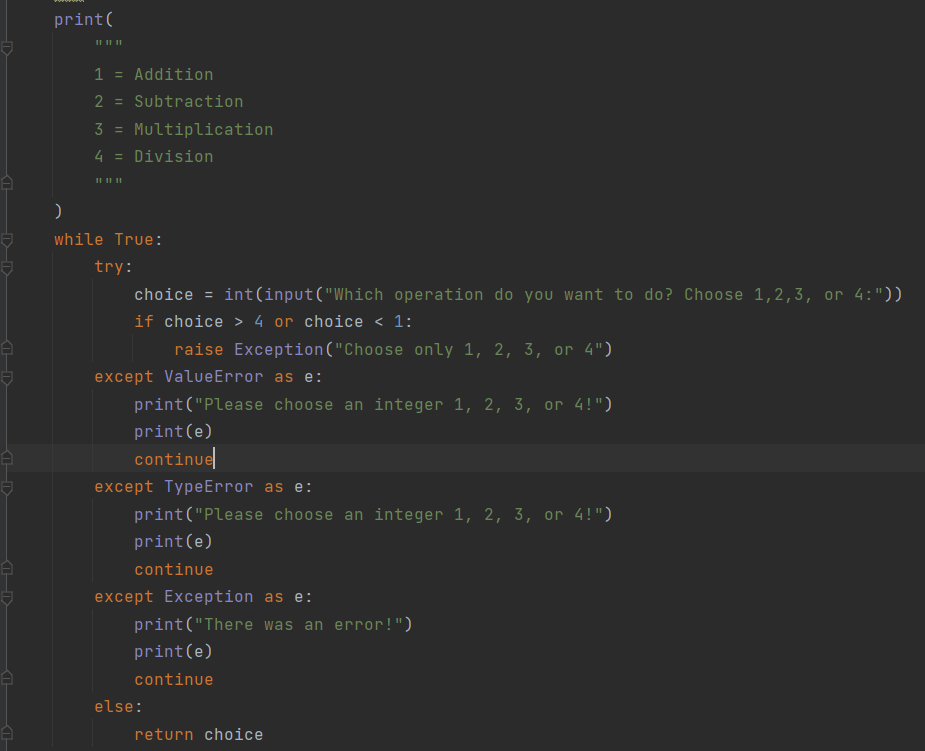 print(
    """
    1 = Addition
    2 = Subtraction
    3 = Multiplication
    4 = Division
    """
)
while True:
    try:
        choice = int(input("Which operation do you want to do? Choose 1,2,3, or 4:"))
        if choice > 4 or choice < 1:
            raise Exception("Choose only 1, 2, 3, or 4")
    except ValueError as e:
        print("Please choose an integer 1, 2, 3, or 4!")
        print(e)
        continue
    except TypeError as e:
        print("Please choose an integer 1, 2, 3, or 4!")
        print(e)
        continue
    except Exception as e:
        print("There was an error!")
        print(e)
        continue
    else:
        return choice